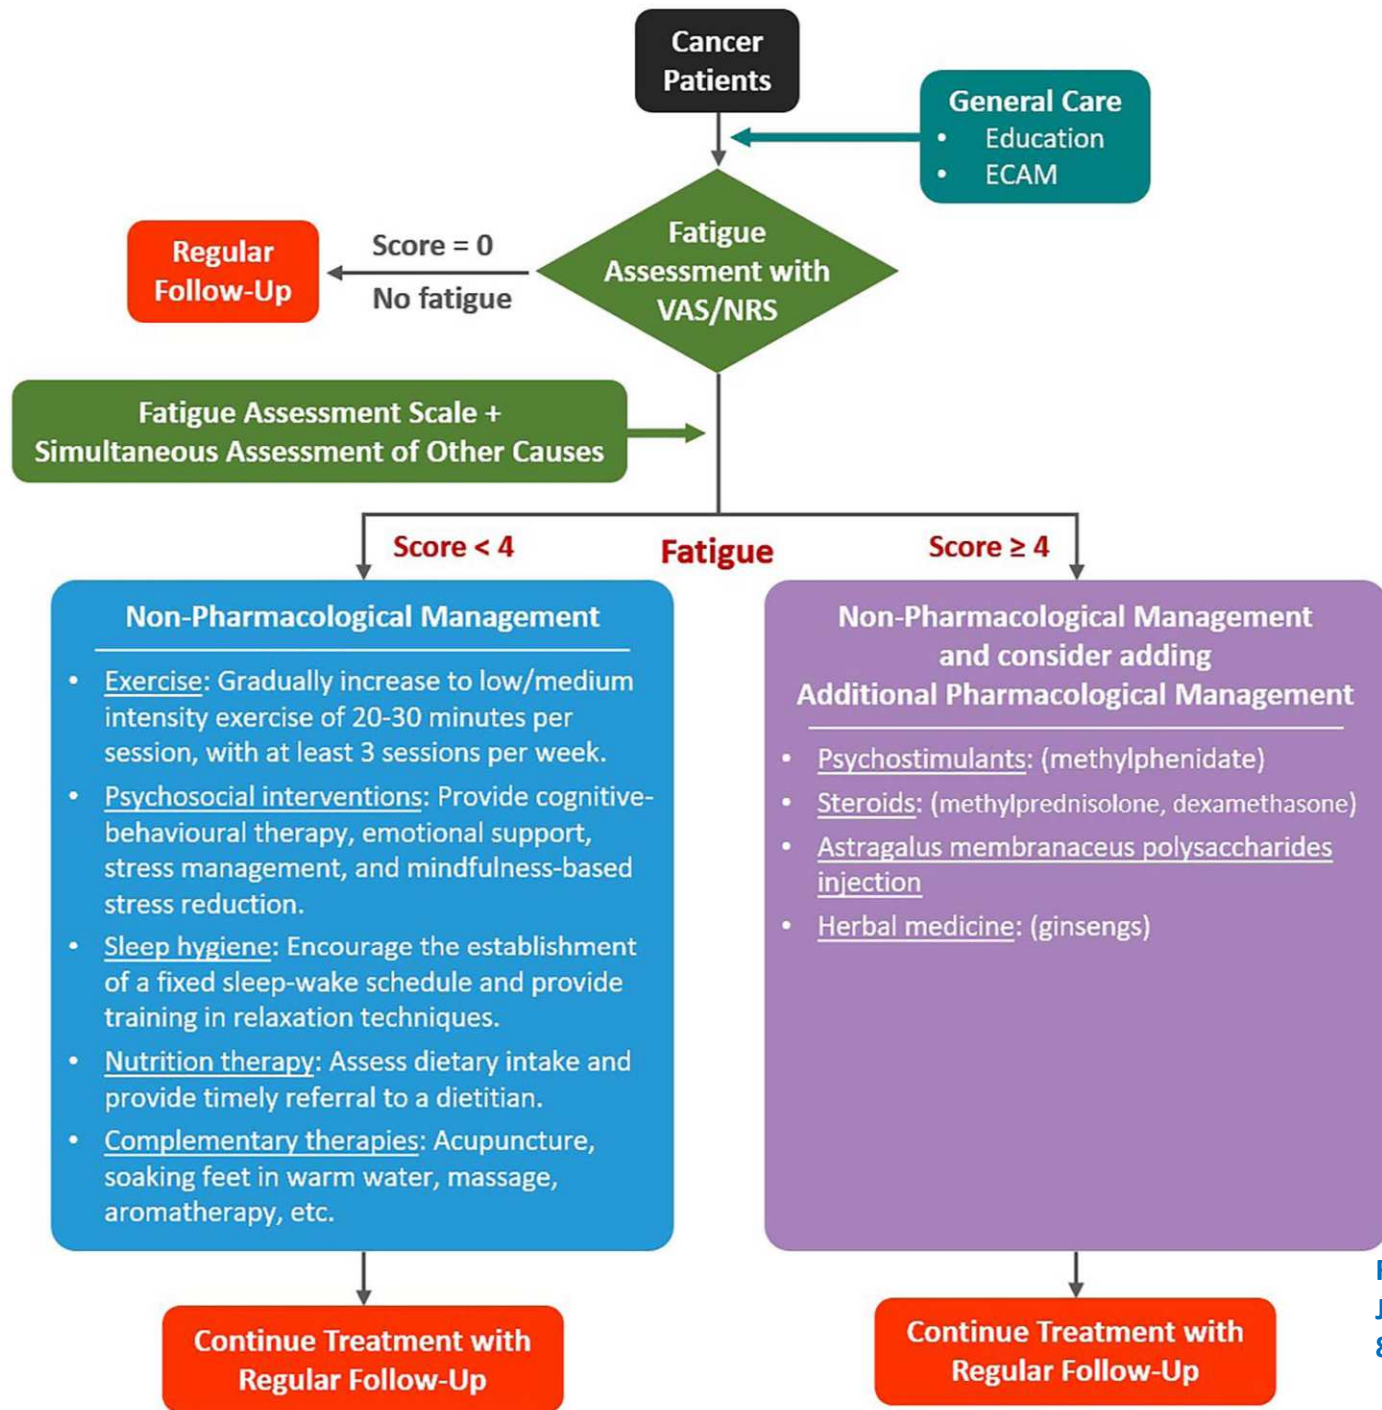 Cancer
Patients
General Care
• Education
• ECAM
Fatigue
Assessment with
VAS/NRS
Score = 0
No fatigue
Regular
Follow-Up
Fatigue Assessment Scale +
Simultaneous Assessment of Other Causes
Score < 4
Fatigue
Score ≥ 4
Non-Pharmacological Management
• Exercise: Gradually increase to low/medium
intensity exercise of 20-30 minutes per
session, with at least 3 sessions per week.
• Psychosocial interventions: Provide cognitive-
behavioural therapy, emotional support,
stress management, and mindfulness-based
stress reduction.
• Sleep hygiene: Encourage the establishment
of a fixed sleep-wake schedule and provide
training in relaxation techniques.
• Nutrition therapy: Assess dietary intake and
provide timely referral to a dietitian.
• Complementary therapies: Acupuncture,
soaking feet in warm water, massage,
aromatherapy, etc.
Non-Pharmacological Management
and consider adding
Additional Pharmacological Management
• Psychostimulants: (methylphenidate)
• Steroids: (methylprednisolone, dexamethasone)
• Astragalus membranaceus polysaccharides
injection
• Herbal medicine: (ginsengs)
Continue Treatment with
Regular Follow-Up
Continue Treatment with
Regular Follow-Up